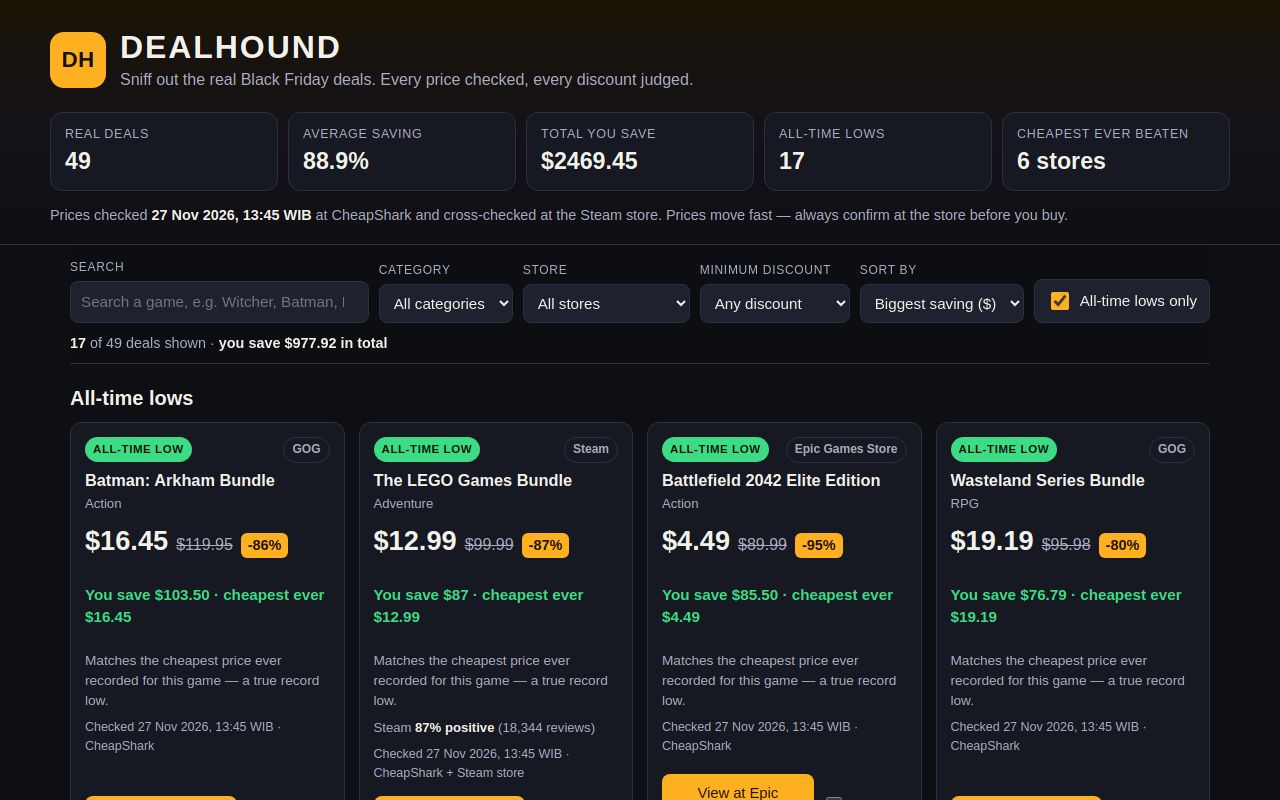 DH
DEALHOUND
Sniff out the real Black Friday deals. Every price checked, every discount judged.
REAL DEALS
49
AVERAGE SAVING
88.9%
TOTAL YOU SAVE
$2469.45
ALL-TIME LOWS
17
CHEAPEST EVER BEATEN
6 stores
Prices checked 27 Nov 2026, 13:45 WIB at CheapShark and cross-checked at the Steam store. Prices move fast — always confirm at the store before you buy.
SEARCH
Search a game, e.g. Witcher, Batman,
CATEGORY
All categories
STORE
All stores
MINIMUM DISCOUNT
Any discount
SORT BY
Biggest saving ($)
All-time lows only
17 of 49 deals shown · you save $977.92 in total
All-time lows
ALL-TIME LOW
GOG
Batman: Arkham Bundle
Action
$16.45 $119.95 -86%
You save $103.50 · cheapest ever
$16.45
Matches the cheapest price ever
recorded for this game — a true record
low.
Checked 27 Nov 2026, 13:45 WIB ·
CheapShark
ALL-TIME LOW
Steam
The LEGO Games Bundle
Adventure
$12.99 $99.99 -87%
You save $87 · cheapest ever
$12.99
Matches the cheapest price ever
recorded for this game — a true record
low.
Steam 87% positive (18,344 reviews)
Checked 27 Nov 2026, 13:45 WIB ·
CheapShark + Steam store
ALL-TIME LOW
Epic Games Store
Battlefield 2042 Elite Edition
Action
$4.49 $89.99 -95%
You save $85.50 · cheapest ever
$4.49
Matches the cheapest price ever
recorded for this game — a true record
low.
Checked 27 Nov 2026, 13:45 WIB ·
CheapShark
View at Epic
ALL-TIME LOW
GOG
Wasteland Series Bundle
RPG
$19.19 $95.98 -80%
You save $76.79 · cheapest ever
$19.19
Matches the cheapest price ever
recorded for this game — a true record
low.
Checked 27 Nov 2026, 13:45 WIB ·
CheapShark